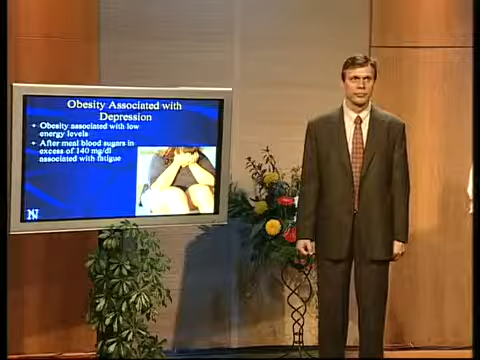 Obesity Associated with
Depression
• Obesity associated with low
energy levels
• After meal blood sugars in
excess of 140 mg/dl
associated with fatigue
N